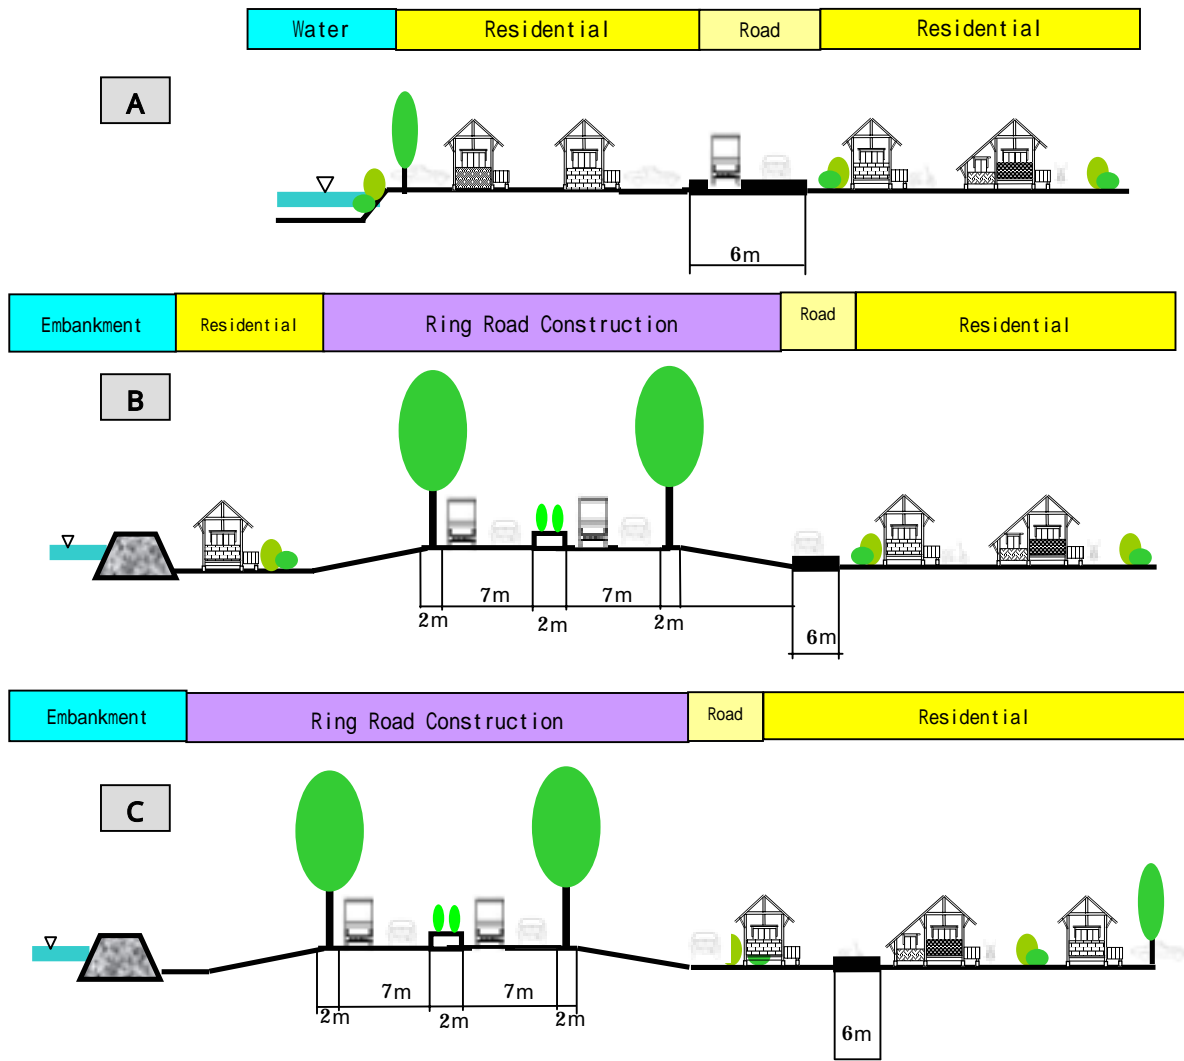 Water Residential Road Residential
A
6m
Embankment Residential Ring Road Construction Road Residential
B
7m 7m
2m 2m 2m
6m
Embankment Ring Road Construction Road Residential
C
7m 7m
2m 2m 2m
6m